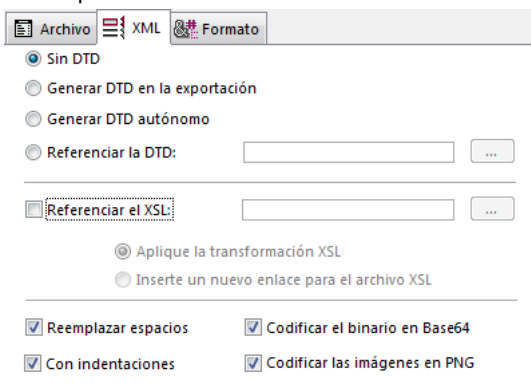 Archivo XML Formato
Sin DTD
Generar DTD en la exportación
Generar DTD autónomo
Referenciar la DTD: ...
Referenciar el XSL: ...
Aplique la transformación XSL
Inserte un nuevo enlace para el archivo XSL
Reemplazar espacios Codificar el binario en Base64
Con indentaciones Codificar las imágenes en PNG